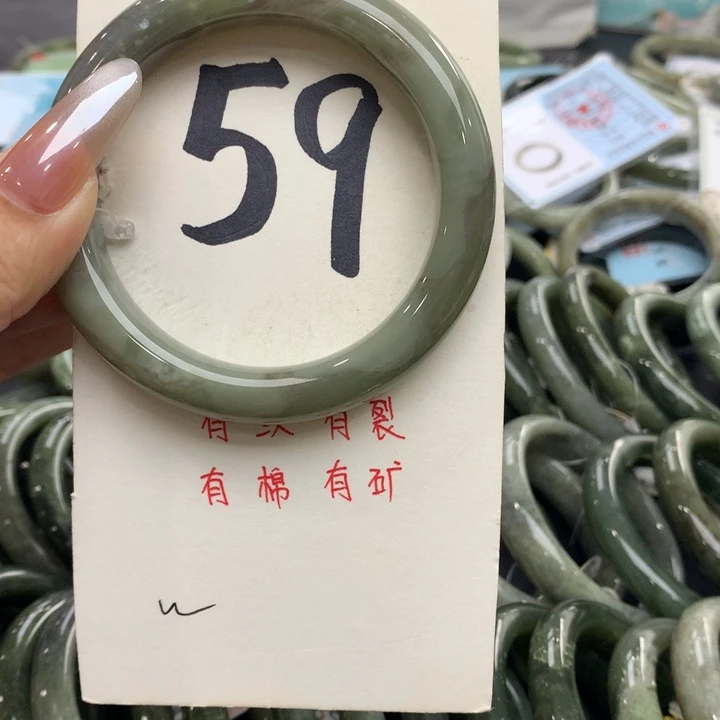 59
有 纹 有 裂
有 棉 有 矿